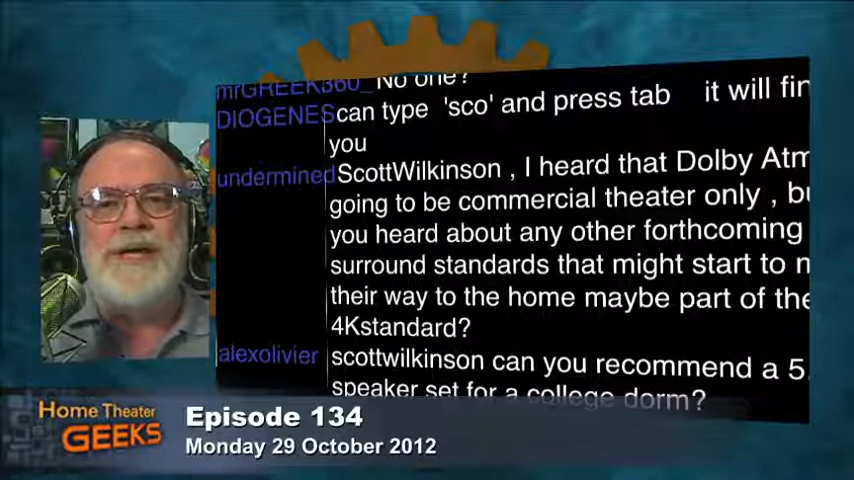 mrGREEK360_ No one?
DIOGENES can type 'sco' and press tab it will fin
you
undermined ScottWilkinson , I heard that Dolby Atm
going to be commercial theater only , bu
you heard about any other forthcoming
surround standards that might start to m
their way to the home maybe part of the
4Kstandard?
alexolivier scottwilkinson can you recommend a 5.
speaker set for a college dorm?
Home Theater
GEEKS
Episode 134
Monday 29 October 2012